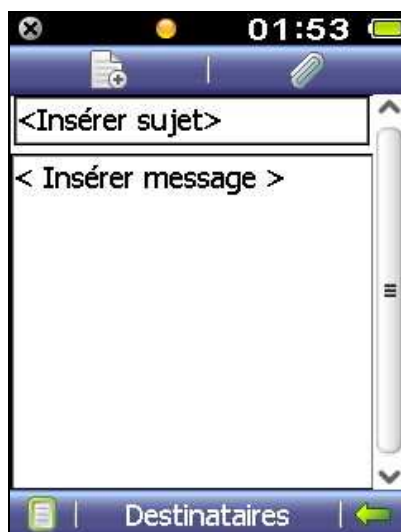 01:53
<Insérer sujet>
< Insérer message >
Destinataires